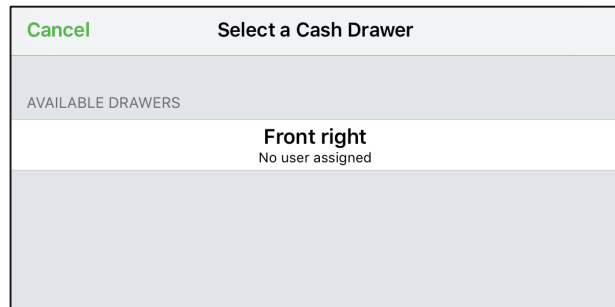 Cancel Select a Cash Drawer
AVAILABLE DRAWERS
Front right
No user assigned